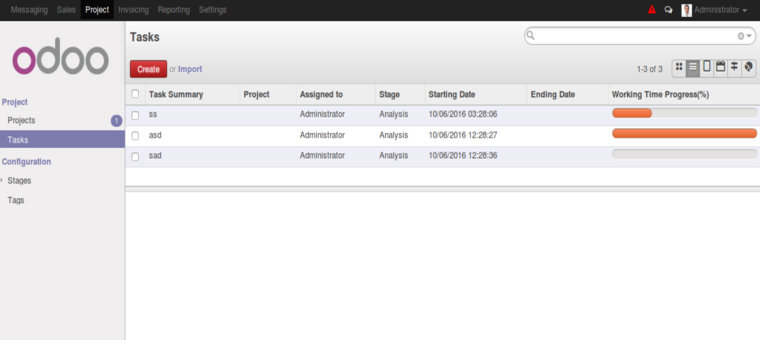 Messaging Sales Project Invoicing Reporting Settings Administrator
odoo
Tasks
Create or Import 1-3 of 3
Project
Projects 1
Tasks
Configuration
Stages
Tags
Task Summary Project Assigned to Stage Starting Date Ending Date Working Time Progress(%)
ss Administrator Analysis 10/06/2016 03:28:06
asd Administrator Analysis 10/06/2016 12:28:27
sad Administrator Analysis 10/06/2016 12:28:36